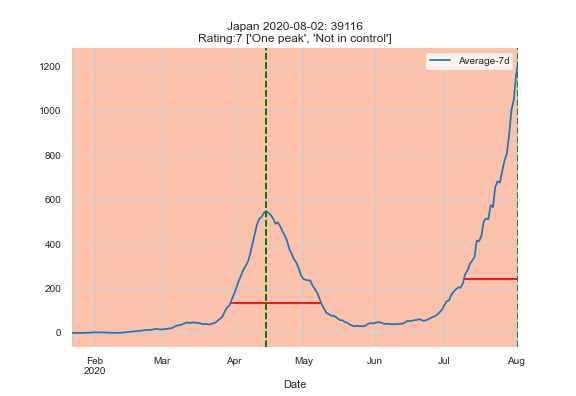 Japan 2020-08-02: 39116
Rating:7 ['One peak', 'Not in control']
Average-7d
1200
1000
800
600
400
200
0
Feb
2020
Mar
Apr
May
Jun
Jul
Aug
Date